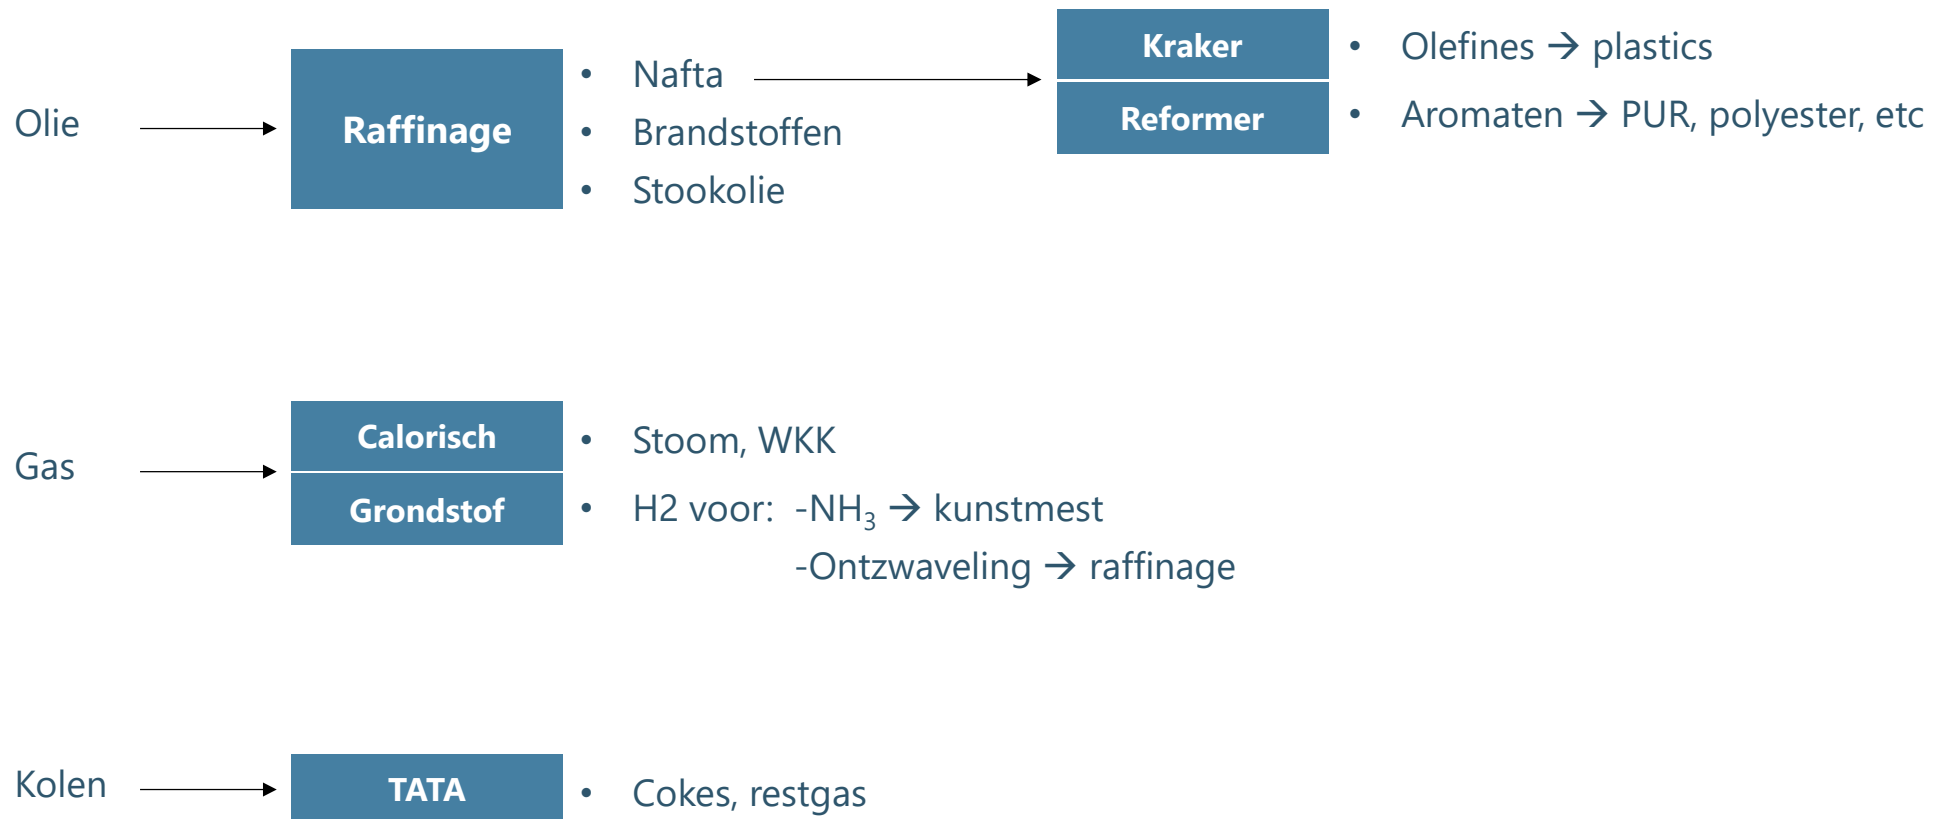 Olie → Raffinage
• Nafta → Kraker • Olefines → plastics
Reformer • Aromaten → PUR, polyester, etc
• Brandstoffen
• Stookolie
Gas → Calorisch • Stoom, WKK
Grondstof • H2 voor: -NH₃ → kunstmest
-Ontzwaveling → raffinage
Kolen → TATA • Cokes, restgas